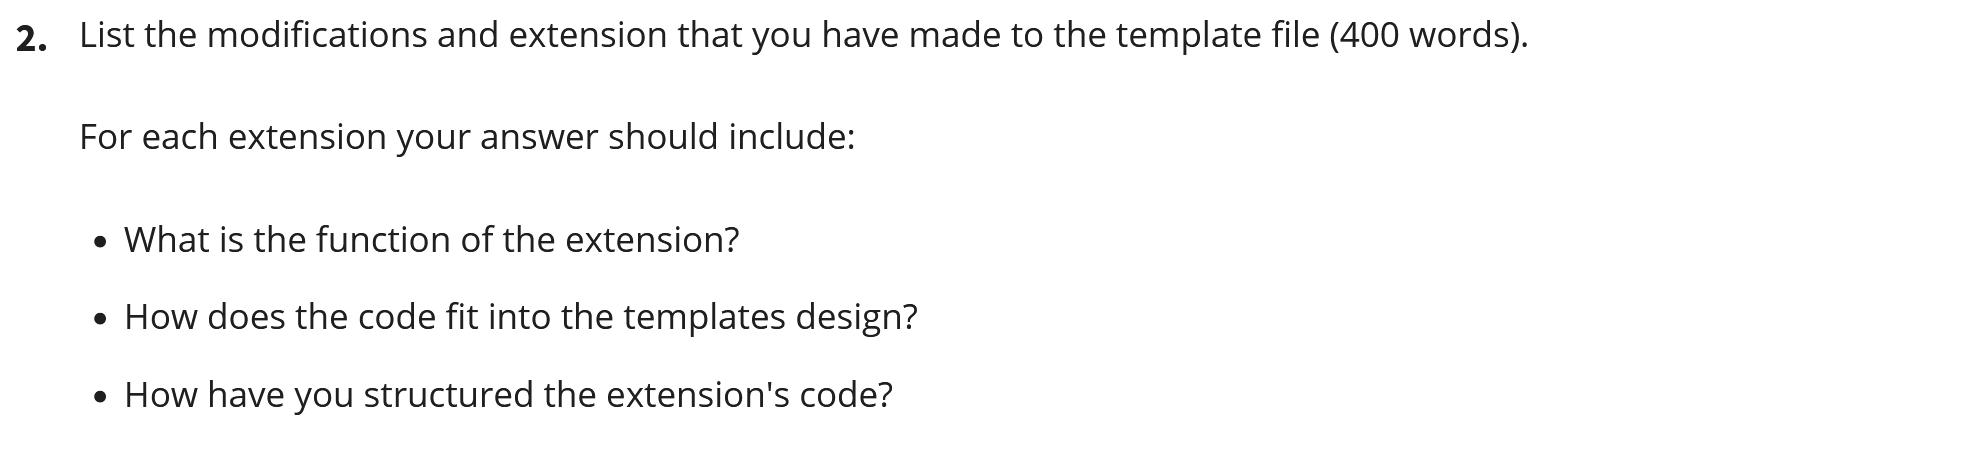 2. List the modifications and extension that you have made to the template file (400 words).
For each extension your answer should include:
• What is the function of the extension?
• How does the code fit into the templates design?
• How have you structured the extension's code?